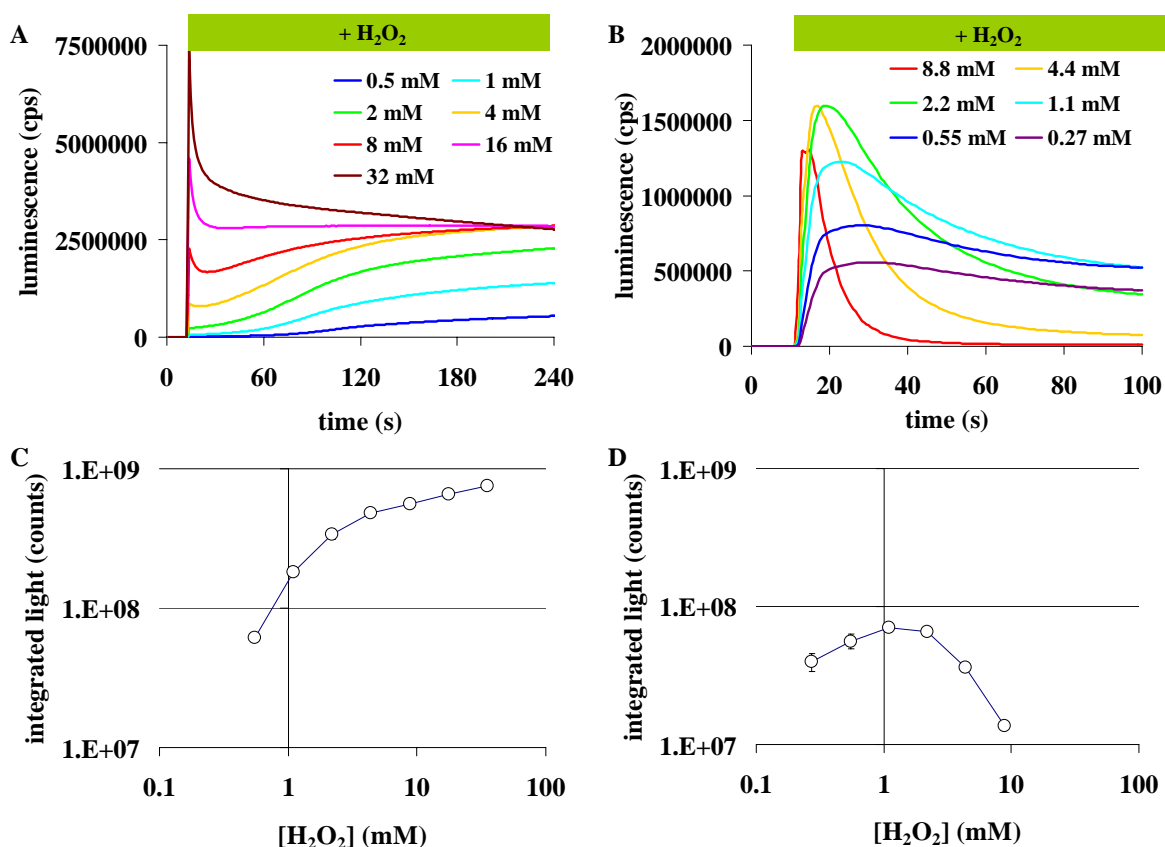 A
+ H₂O₂
luminescence (cps)
7500000
5000000
2500000
0
0.5 mM
1 mM
2 mM
4 mM
8 mM
16 mM
32 mM
0 60 120 180 240
time (s)
B
+ H₂O₂
luminescence (cps)
2000000
1500000
1000000
500000
0
8.8 mM
4.4 mM
2.2 mM
1.1 mM
0.55 mM
0.27 mM
0 20 40 60 80 100
time (s)
C
integrated light (counts)
1.E+09
1.E+08
1.E+07
0.1 1 10 100
[H₂O₂] (mM)
D
integrated light (counts)
1.E+09
1.E+08
1.E+07
0.1 1 10 100
[H₂O₂] (mM)